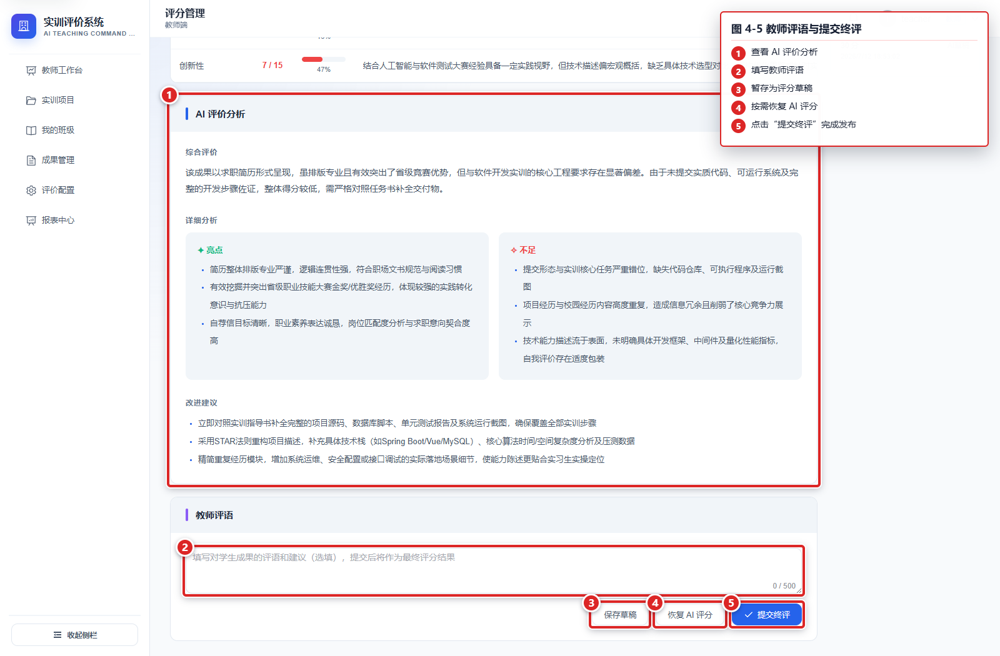 实训评价系统
AI TEACHING COMMAND ...
教师工作台
实训项目
我的班级
成果管理
评价配置
报表中心
收起侧栏
评分管理
教师端
创新性
7 / 15
47%
结合人工智能与软件测试大赛经验具备一定实践视野，但技术描述偏宏观概括，缺乏具体技术选型对
图 4-5 教师评语与提交终评
1 查看 AI 评价分析
2 填写教师评语
3 暂存为评分草稿
4 按需恢复 AI 评分
5 点击“提交终评”完成发布
1
AI 评价分析
综合评价
该成果以求职简历形式呈现，虽排版专业且有效突出了省级竞赛优势，但与软件开发实训的核心工程要求存在显著偏差。由于未提交实质代码、可运行系统及完
整的开发步骤佐证，整体得分较低，需严格对照任务书补全交付物。
详细分析
亮点
简历整体排版专业严谨，逻辑连贯性强，符合职场文书规范与阅读习惯
有效挖掘并突出省级职业技能大赛金奖/优胜奖经历，体现较强的实践转化
意识与抗压能力
自荐信目标清晰，职业素养表达诚恳，岗位匹配度分析与求职意向契合度
高
不足
提交形态与实训核心任务严重错位，缺失代码仓库、可执行程序及运行截
图
项目经历与校园经历内容高度重复，造成信息冗余且削弱了核心竞争力展
示
技术能力描述流于表面，未明确具体开发框架、中间件及量化性能指标，
自我评价存在适度包装
改进建议
立即对照实训指导书补全完整的项目源码、数据库脚本、单元测试报告及系统运行截图，确保覆盖全部实训步骤
采用STAR法则重构项目描述，补充具体技术栈（如Spring Boot/Vue/MySQL）、核心算法时间/空间复杂度分析及压测数据
精简重复经历模块，增加系统运维、安全配置或接口调试的实际落地场景细节，使能力陈述更贴合实习生实操定位
教师评语
2
填写对学生成果的评语和建议（选填），提交后将作为最终评分结果
0 / 500
3 保存草稿
4 恢复 AI 评分
5 提交终评